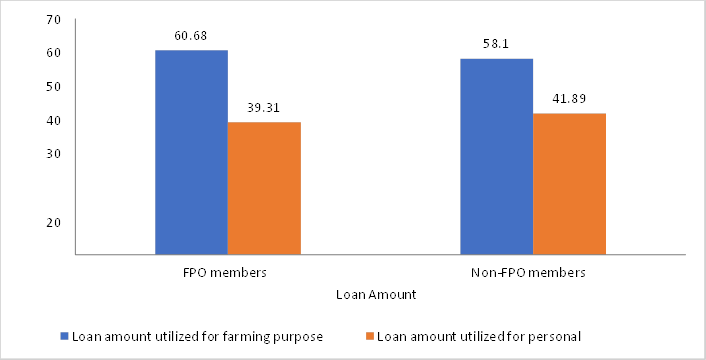 70
60.68
60
58.1
50
41.89
39.31
40
30
20
FPO members
Non-FPO members
Loan Amount
Loan amount utilized for farming purpose
Loan amount utilized for personal